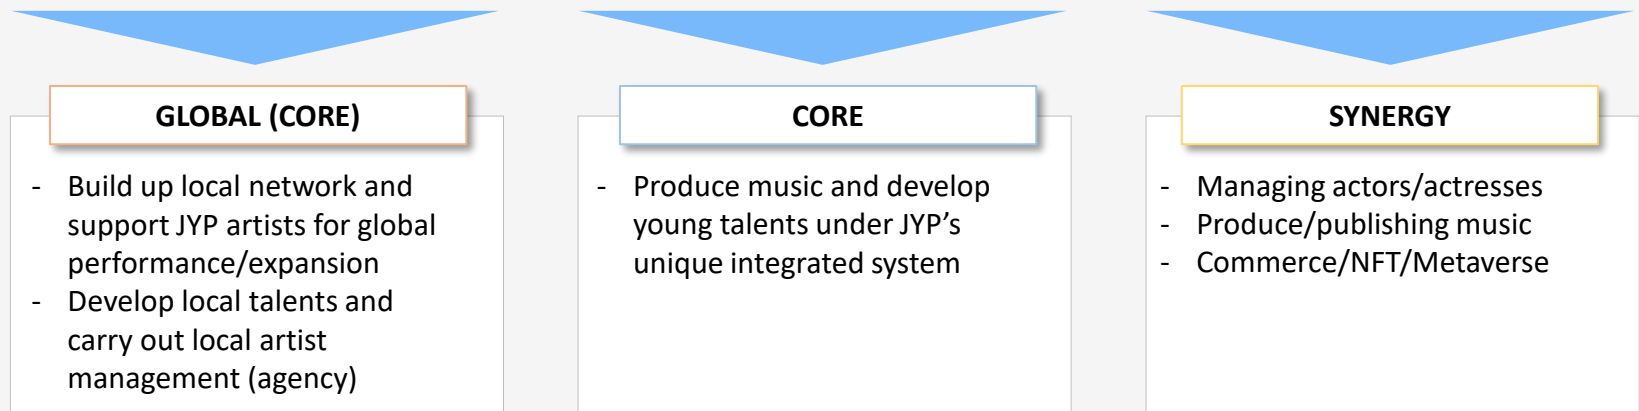 GLOBAL (CORE)
- Build up local network and
support JYP artists for global
performance/expansion
- Develop local talents and
carry out local artist
management (agency)
CORE
- Produce music and develop
young talents under JYP’s
unique integrated system
SYNERGY
- Managing actors/actresses
- Produce/publishing music
- Commerce/NFT/Metaverse